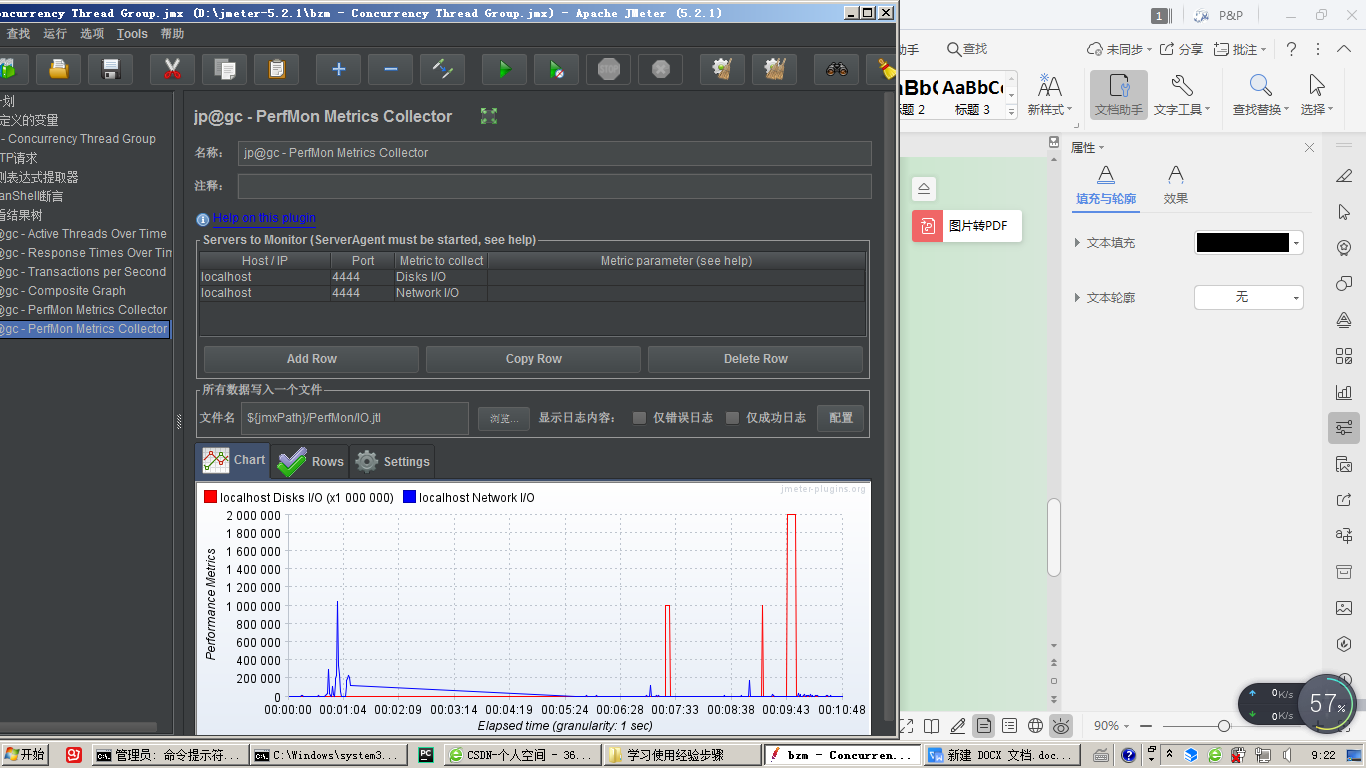 oncurrency Thread Group.jmx (D:\jmeter-5.2.1\bzm - Concurrency Thread Group.jmx) - Apache JMeter (5.2.1)
查找 运行 选项 Tools 帮助
计划
定义的变量
- Concurrency Thread Group
TP请求
则表达式提取器
anShell断言
看结果树
@gc - Active Threads Over Time
@gc - Response Times Over Tim
@gc - Transactions per Second
@gc - Composite Graph
@gc - PerfMon Metrics Collector
@gc - PerfMon Metrics Collector
jp@gc - PerfMon Metrics Collector
名称: jp@gc - PerfMon Metrics Collector
注释:
Help on this plugin
Servers to Monitor (ServerAgent must be started, see help)
Host / IP Port Metric to collect Metric parameter (see help)
localhost 4444 Disks I/O
localhost 4444 Network I/O
Add Row Copy Row Delete Row
所有数据写入一个文件
文件名 ${jmxPath}/PerfMon/IO.jtl 浏览... 显示日志内容: 仅错误日志 仅成功日志 配置
Chart Rows Settings
jmeter-plugins.org
localhost Disks I/O (x1 000 000) localhost Network I/O
Performance Metrics
2 000 000
1 800 000
1 600 000
1 400 000
1 200 000
1 000 000
800 000
600 000
400 000
200 000
0
00:00:00 00:01:04 00:02:09 00:03:14 00:04:19 00:05:24 00:06:28 00:07:33 00:08:38 00:09:43 00:10:48
Elapsed time (granularity: 1 sec)
1 P&P
助手 查找 未同步 分享 批注
aBbC AaBbCc
标题 2 标题 3 新样式 文档助手 文字工具 查找替换 选择
属性
填充与轮廓 效果
文本填充
文本轮廓 无
图片转PDF
0K/s
0K/s
57%
90%
开始 管理员: 命令提示符... C:\Windows\system3... PC CSDN-个人空间 - 36... 学习使用经验步骤 bzm - Concurren... 新建 DOCX 文档.doc... 9:22